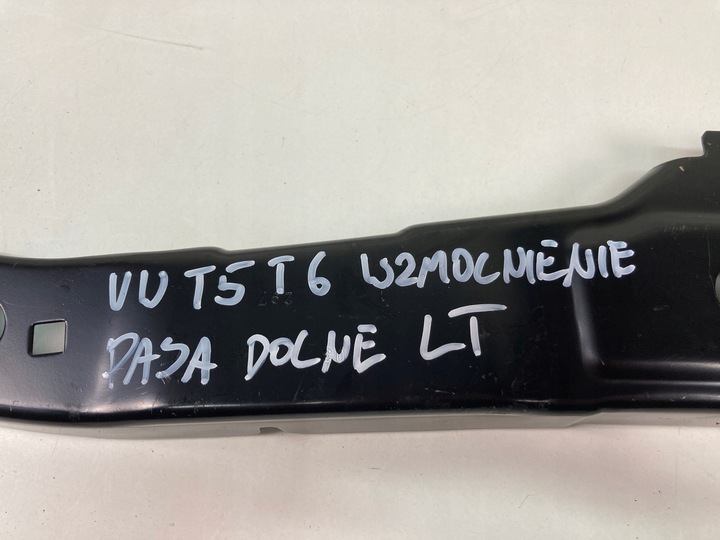 VW T5 T6 WZMOCNIENIE
PASA DOLNE LT